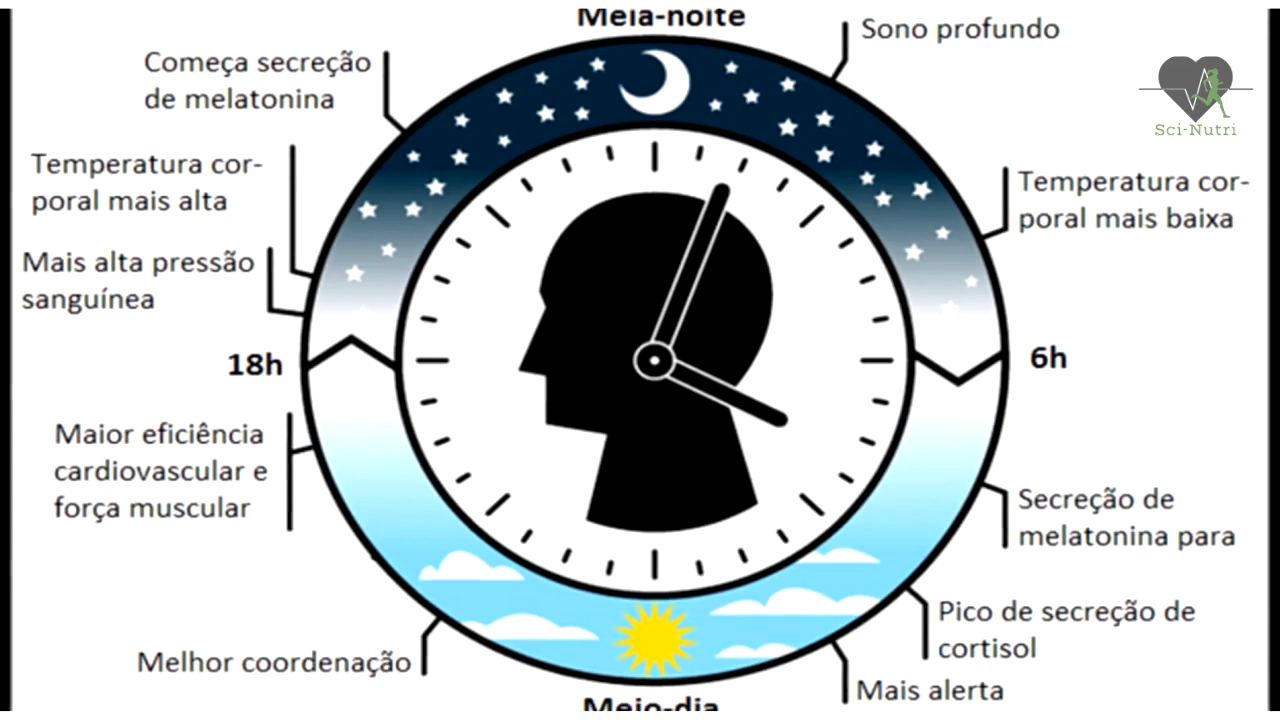 Meia-noite
Sono profundo
Começa secreção
de melatonina
Sci-Nutri
Temperatura cor-
poral mais alta
Temperatura cor-
poral mais baixa
Mais alta pressão
sanguínea
18h
6h
Maior eficiência
cardiovascular e
força muscular
Secreção de
melatonina para
Pico de secreção de
cortisol
Melhor coordenação
Mais alerta
Meio-dia